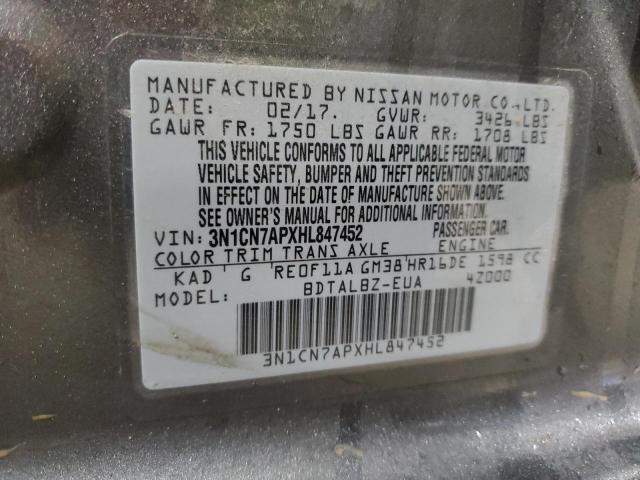 MANUFACTURED BY NISSAN MOTOR CO.,LTD.
DATE: 02/17. GVWR: 3426 LBS
GAWR FR: 1750 LBS GAWR RR: 1708 LBS
THIS VEHICLE CONFORMS TO ALL APPLICABLE FEDERAL MOTOR
VEHICLE SAFETY, BUMPER AND THEFT PREVENTION STANDARDS
IN EFFECT ON THE DATE OF MANUFACTURE SHOWN ABOVE.
SEE OWNER'S MANUAL FOR ADDITIONAL INFORMATION.
VIN: 3N1CN7APXHL847452 PASSENGER CAR.
COLOR TRIM TRANS AXLE ENGINE
KAD G RE0F11A GM38 HR16DE 1598 CC
MODEL: BDTALBZ-EUA 4Z000
3N1CN7APXHL847452